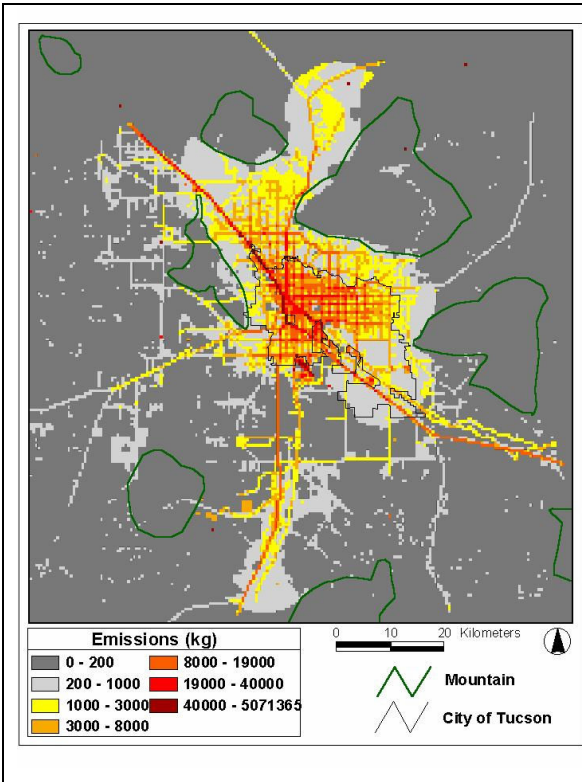 Emissions (kg)
0 - 200
200 - 1000
1000 - 3000
3000 - 8000
8000 - 19000
19000 - 40000
40000 - 5071365
0 10 20 Kilometers
Mountain
City of Tucson